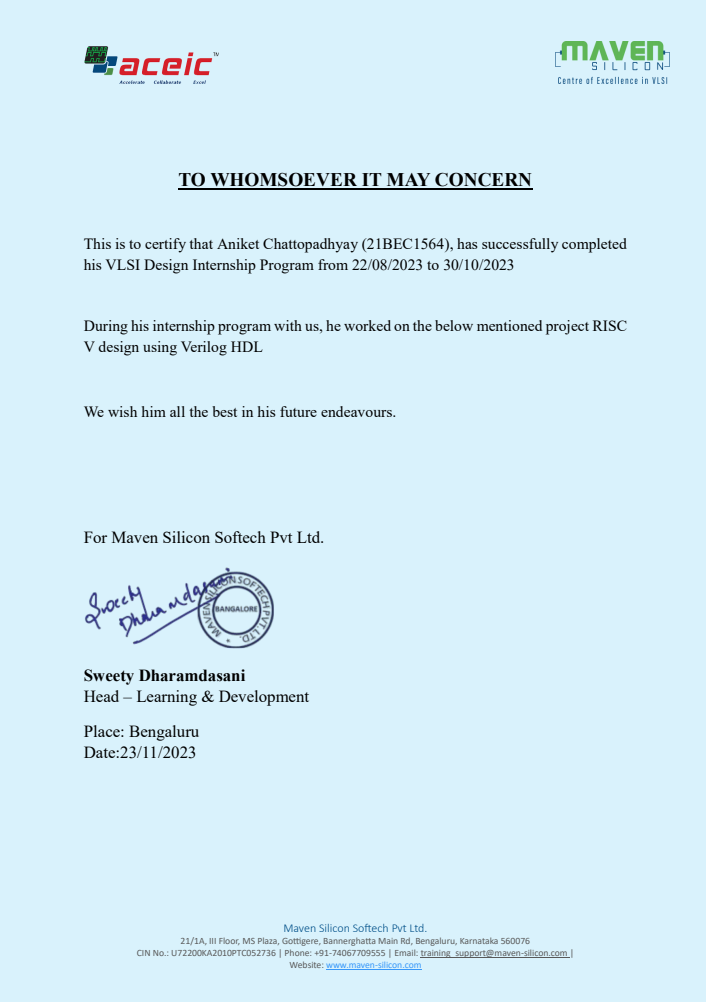 aceic TM
Accelerate Collaborate Excel
MAVEN
SILICON
Centre of Excellence in VLSI
TO WHOMSOEVER IT MAY CONCERN
This is to certify that Aniket Chattopadhyay (21BEC1564), has successfully completed
his VLSI Design Internship Program from 22/08/2023 to 30/10/2023
During his internship program with us, he worked on the below mentioned project RISC
V design using Verilog HDL
We wish him all the best in his future endeavours.
For Maven Silicon Softech Pvt Ltd.
Sweety
Dharamdasani
MAVEN SILICON SOFTECH PVT. LTD.
BANGALORE
Sweety Dharamdasani
Head – Learning & Development
Place: Bengaluru
Date:23/11/2023
Maven Silicon Softech Pvt Ltd.
21/1A, III Floor, MS Plaza, Gottigere, Bannerghatta Main Rd, Bengaluru, Karnataka 560076
CIN No.: U72200KA2010PTC052736 | Phone: +91-74067709555 | Email: training_support@maven-silicon.com |
Website: www.maven-silicon.com